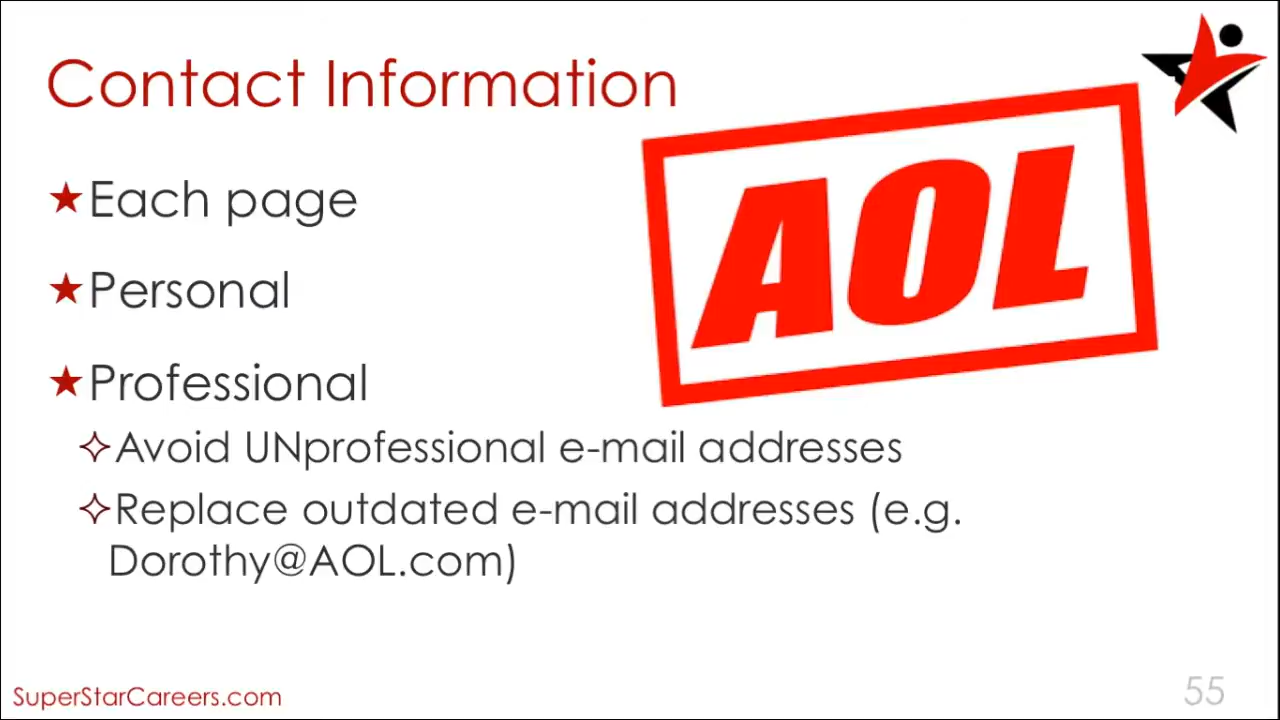 Contact Information
AOL
Each page
Personal
Professional
Avoid UNprofessional e-mail addresses
Replace outdated e-mail addresses (e.g.
Dorothy@AOL.com)
SuperStarCareers.com
55